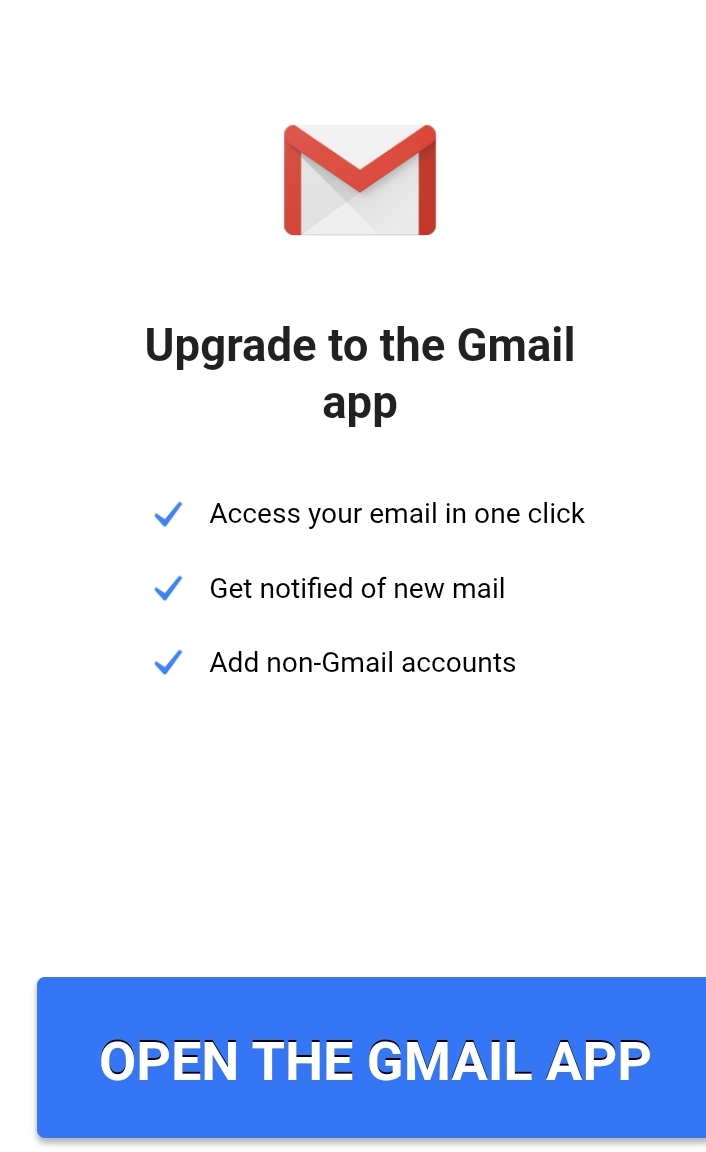 Upgrade to the Gmail
app
Access your email in one click
Get notified of new mail
Add non-Gmail accounts
OPEN THE GMAIL APP